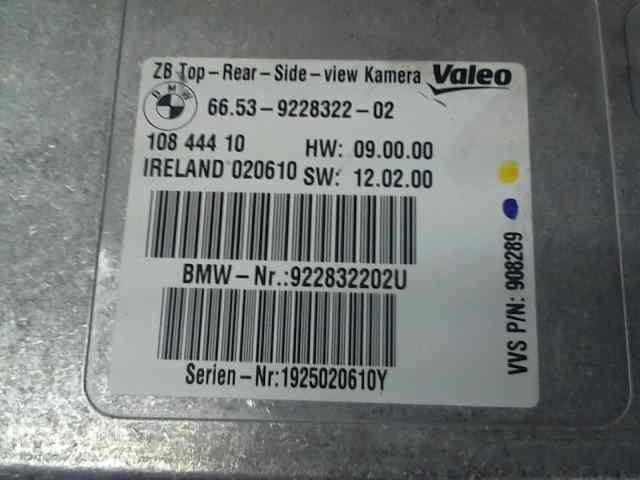 ZB Top-Rear-Side-view Kamera Valeo
BMW 66.53-9228322-02
108 444 10 HW: 09.00.00
IRELAND 020610 SW: 12.02.00
BMW-Nr.:922832202U
Serien-Nr:1925020610Y
VVS P/N: 908289